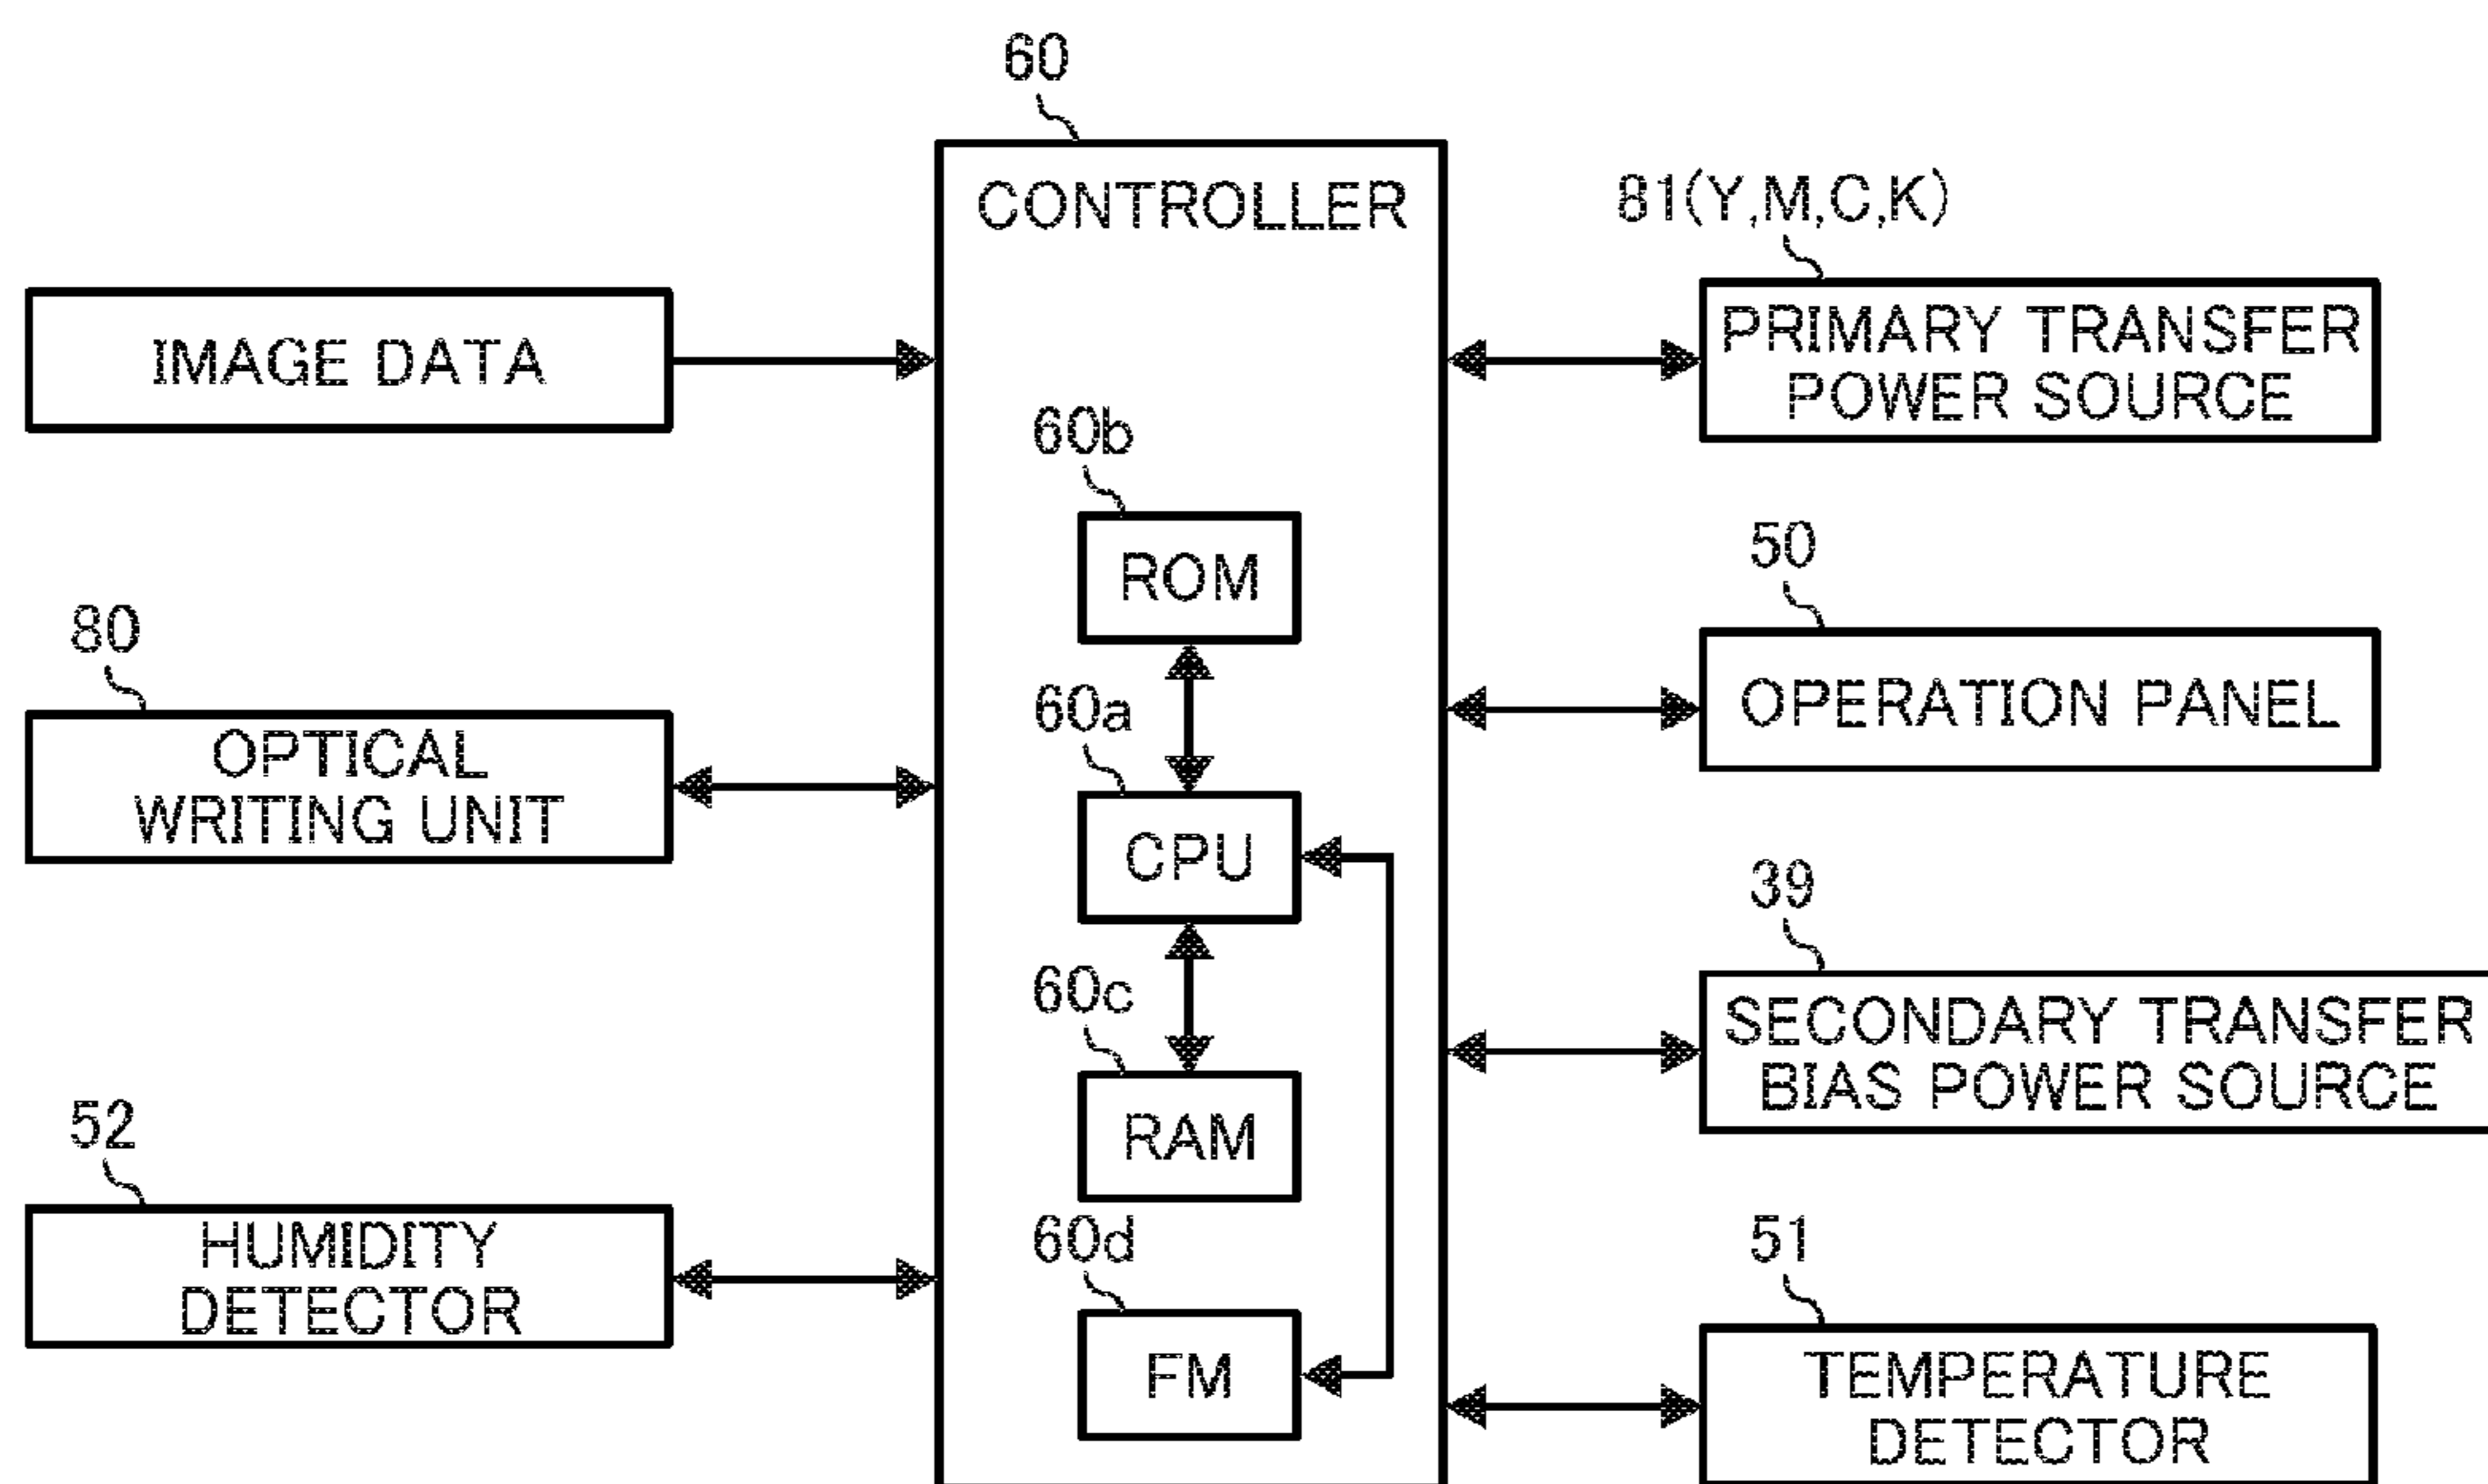 60
CONTROLLER
IMAGE DATA
80
OPTICAL
WRITING UNIT
52
HUMIDITY
DETECTOR
60b
ROM
60a
CPU
60c
RAM
60d
FM
81(Y,M,C,K)
PRIMARY TRANSFER
POWER SOURCE
50
OPERATION PANEL
39
SECONDARY TRANSFER
BIAS POWER SOURCE
51
TEMPERATURE
DETECTOR